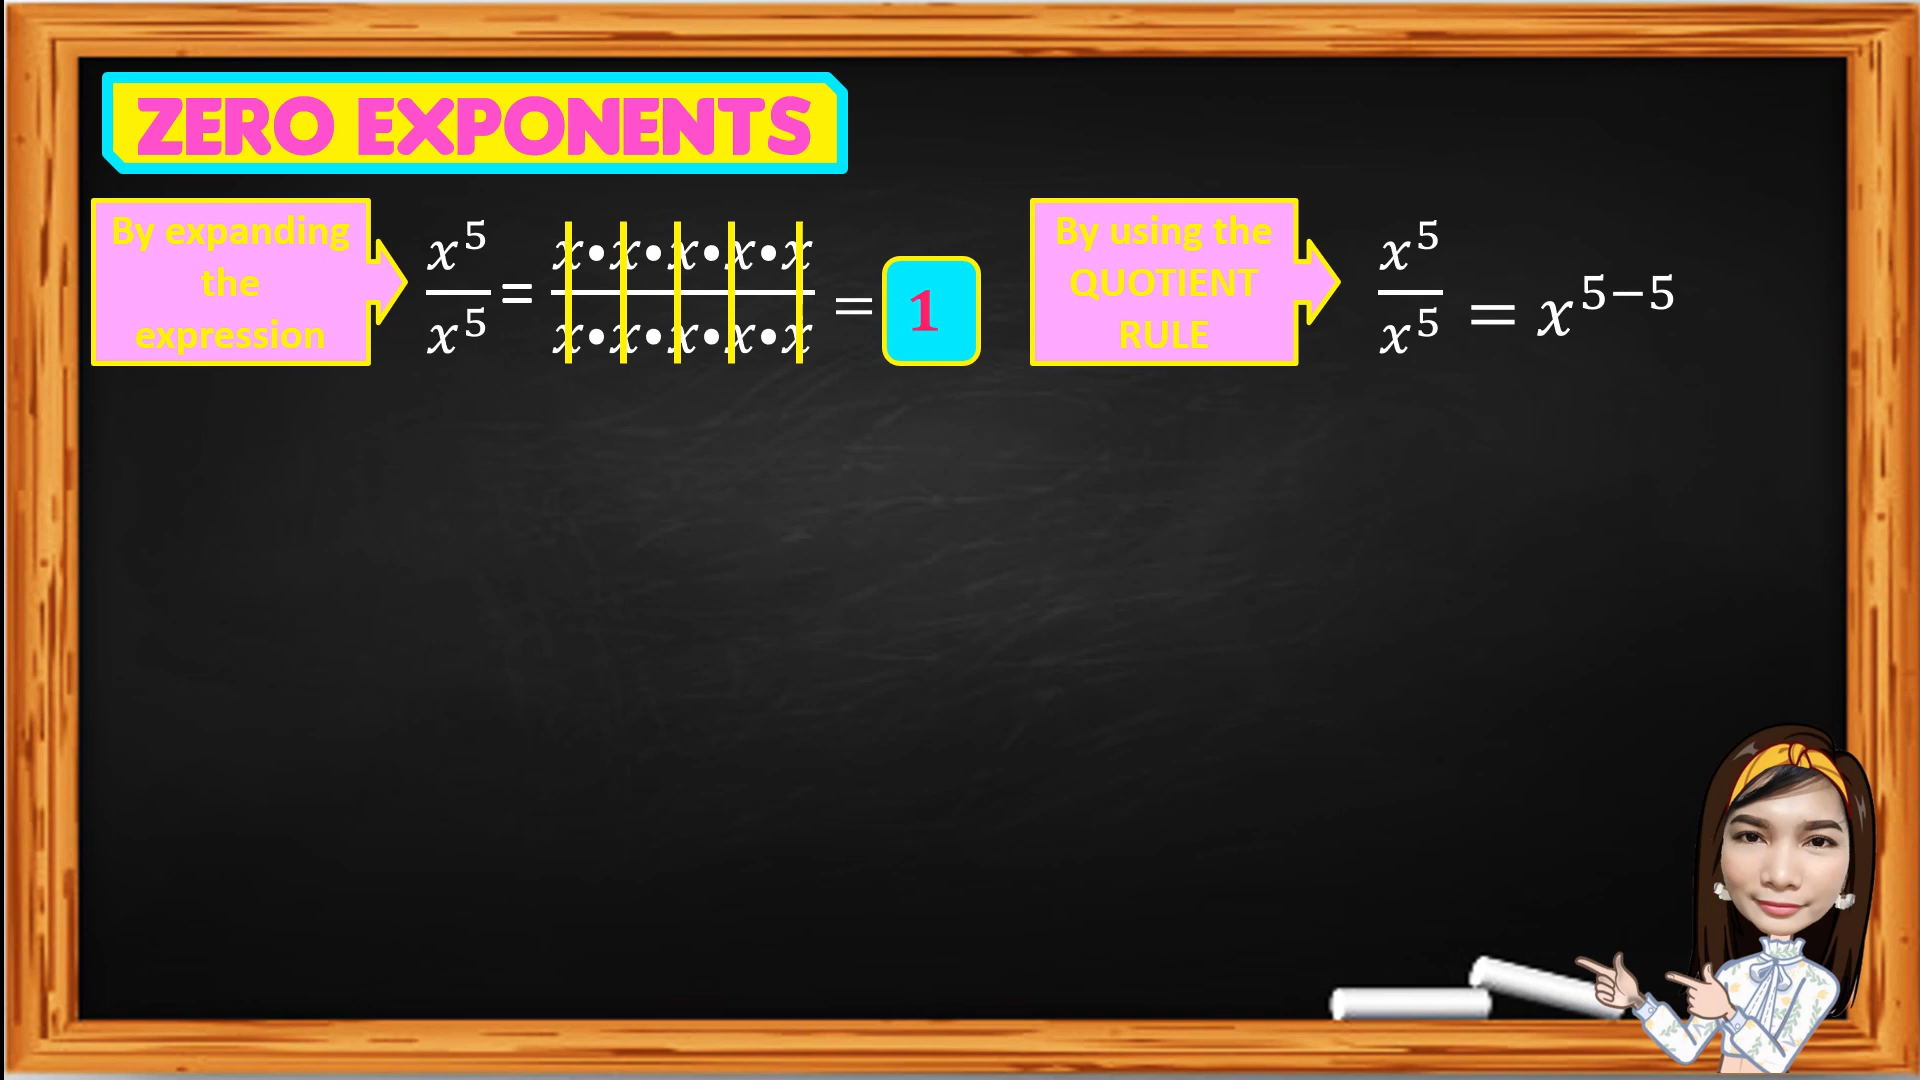 ZERO EXPONENTS
By expanding
the
expression
x^5/x^5 = x•x•x•x•x/x•x•x•x•x = 1
By using the
QUOTIENT
RULE
x^5/x^5 = x^{5−5}